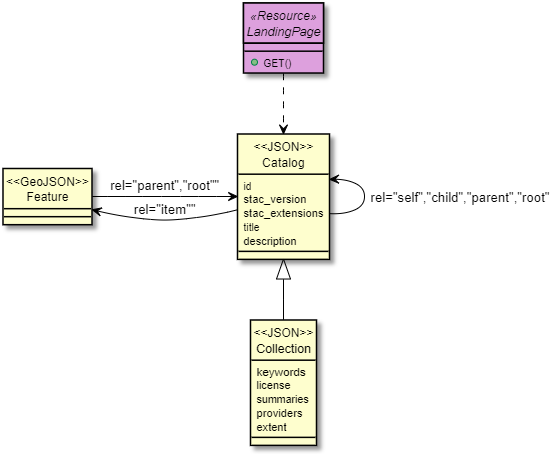 «Resource»
LandingPage
GET()
<<JSON>>
Catalog
id
stac_version
stac_extensions
title
description
<<GeoJSON>>
Feature
rel="parent","root""
rel="item""
rel="self","child","parent","root"
<<JSON>>
Collection
keywords
license
summaries
providers
extent